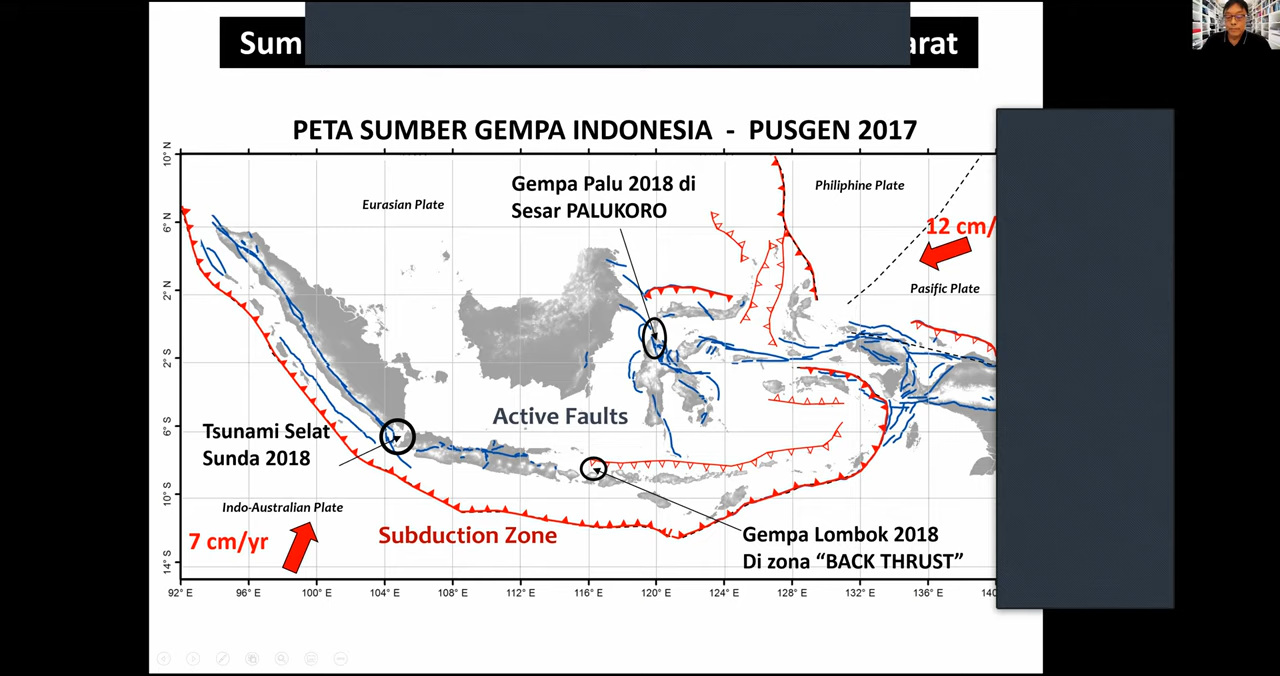 Sum
arat
PETA SUMBER GEMPA INDONESIA - PUSGEN 2017
10° N
6° N
2° N
2° S
6° S
10° S
14° S
Eurasian Plate
Gempa Palu 2018 di
Sesar PALUKORO
Philiphine Plate
12 cm/
Pasific Plate
Active Faults
Tsunami Selat
Sunda 2018
Indo-Australian Plate
7 cm/yr
Subduction Zone
Gempa Lombok 2018
Di zona “BACK THRUST”
92° E
96° E
100° E
104° E
108° E
112° E
116° E
120° E
124° E
128° E
132° E
136° E
140